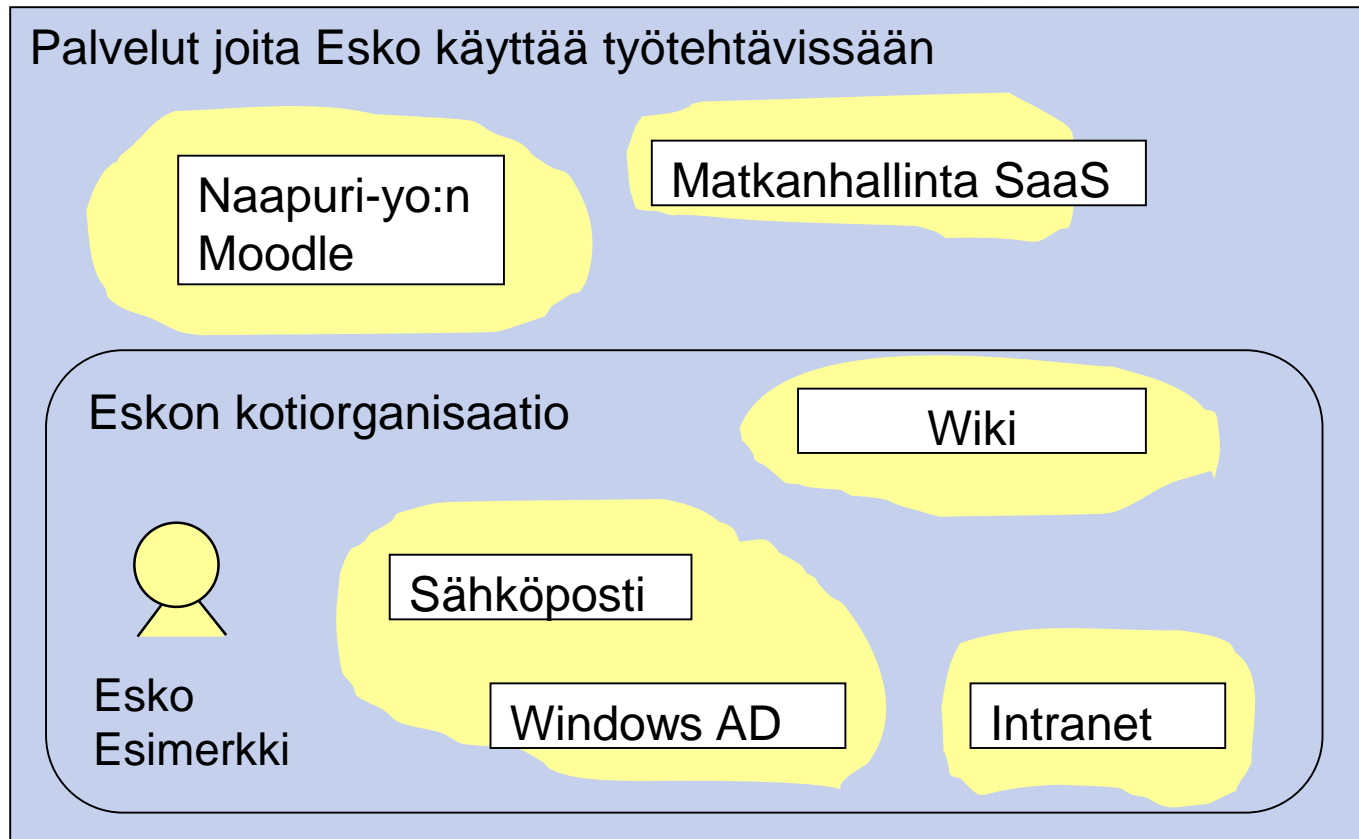 Palvelut joita Esko käyttää työtehtävissään
Naapuri-yo:n
Moodle
Matkanhallinta SaaS
Eskon kotiorganisaatio
Wiki
Sähköposti
Esko
Esimerkki
Windows AD
Intranet